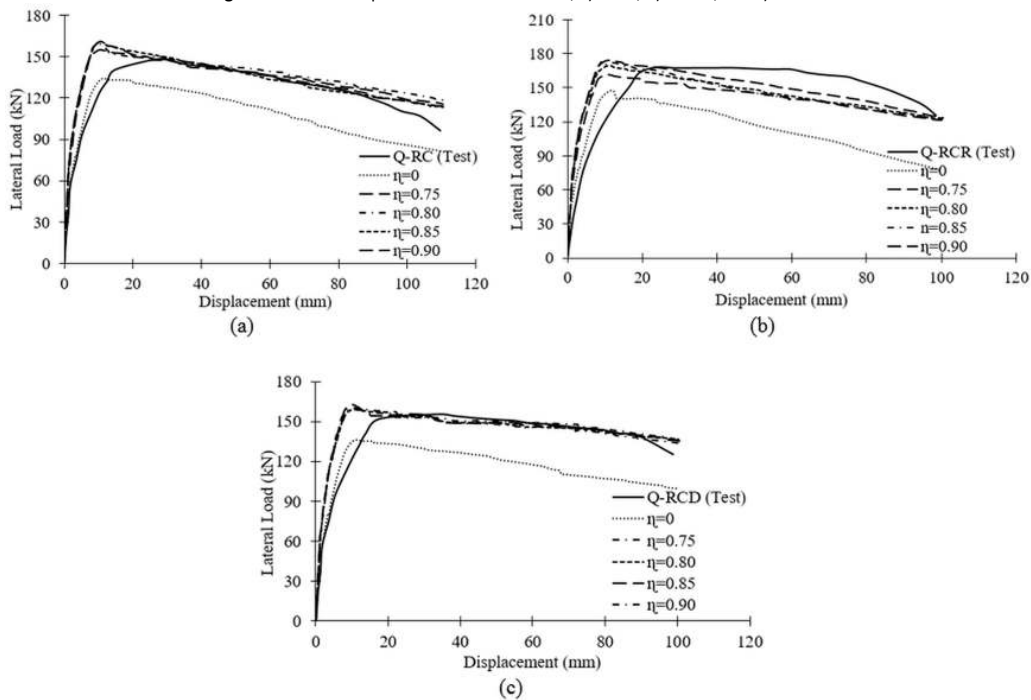 180
150
120
90
60
30
0
Lateral Load (kN)
Q-RC (Test)
η=0
η=0.75
η=0.80
η=0.85
η=0.90
0 20 40 60 80 100 120
Displacement (mm)
(a)
210
180
150
120
90
60
30
0
Lateral Load (kN)
Q-RCR (Test)
η=0
η=0.75
η=0.80
n=0.85
η=0.90
0 20 40 60 80 100 120
Displacement (mm)
(b)
180
150
120
90
60
30
0
Lateral Load (kN)
Q-RCD (Test)
η=0
η=0.75
η=0.80
η=0.85
η=0.90
0 20 40 60 80 100
Displacement (mm)
(c)